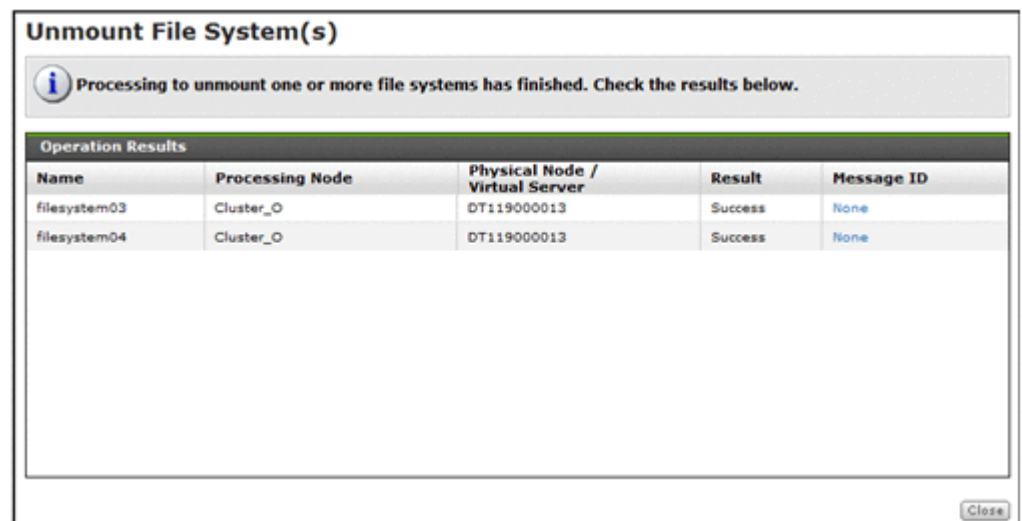 Unmount File System(s)
Processing to unmount one or more file systems has finished. Check the results below.
Operation Results
Name Processing Node Physical Node / Virtual Server Result Message ID
filesystem03 Cluster_O DT119000013 Success None
filesystem04 Cluster_O DT119000013 Success None
Close